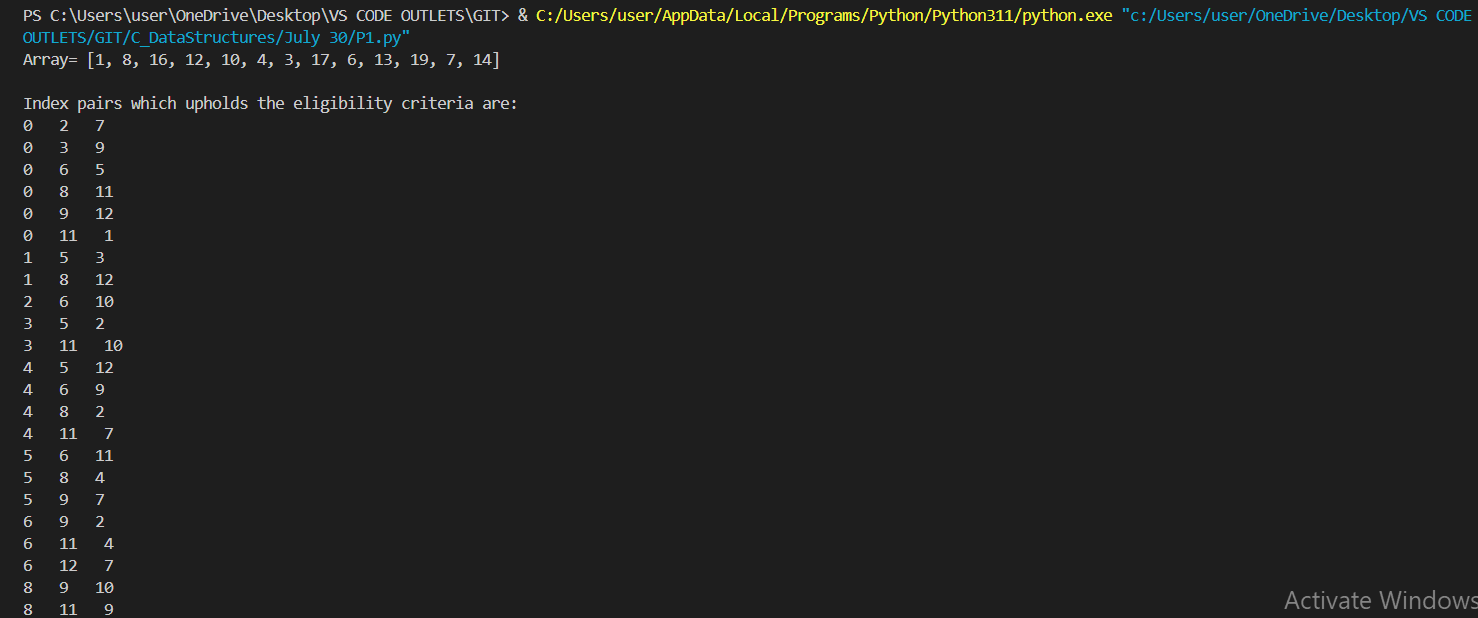 PS C:\Users\user\OneDrive\Desktop\VS CODE OUTLETS\GIT> & C:/Users/user/AppData/Local/Programs/Python/Python311/python.exe "c:/Users/user/OneDrive/Desktop/VS CODE
OUTLETS/GIT/C_DataStructures/July 30/P1.py"
Array= [1, 8, 16, 12, 10, 4, 3, 17, 6, 13, 19, 7, 14]
Index pairs which upholds the eligibility criteria are:
0   2   7
0   3   9
0   6   5
0   8   11
0   9   12
0   11   1
1   5   3
1   8   12
2   6   10
3   5   2
3   11   10
4   5   12
4   6   9
4   8   2
4   11   7
5   6   11
5   8   4
5   9   7
6   9   2
6   11   4
6   12   7
8   9   10
8   11   9
Activate Windows